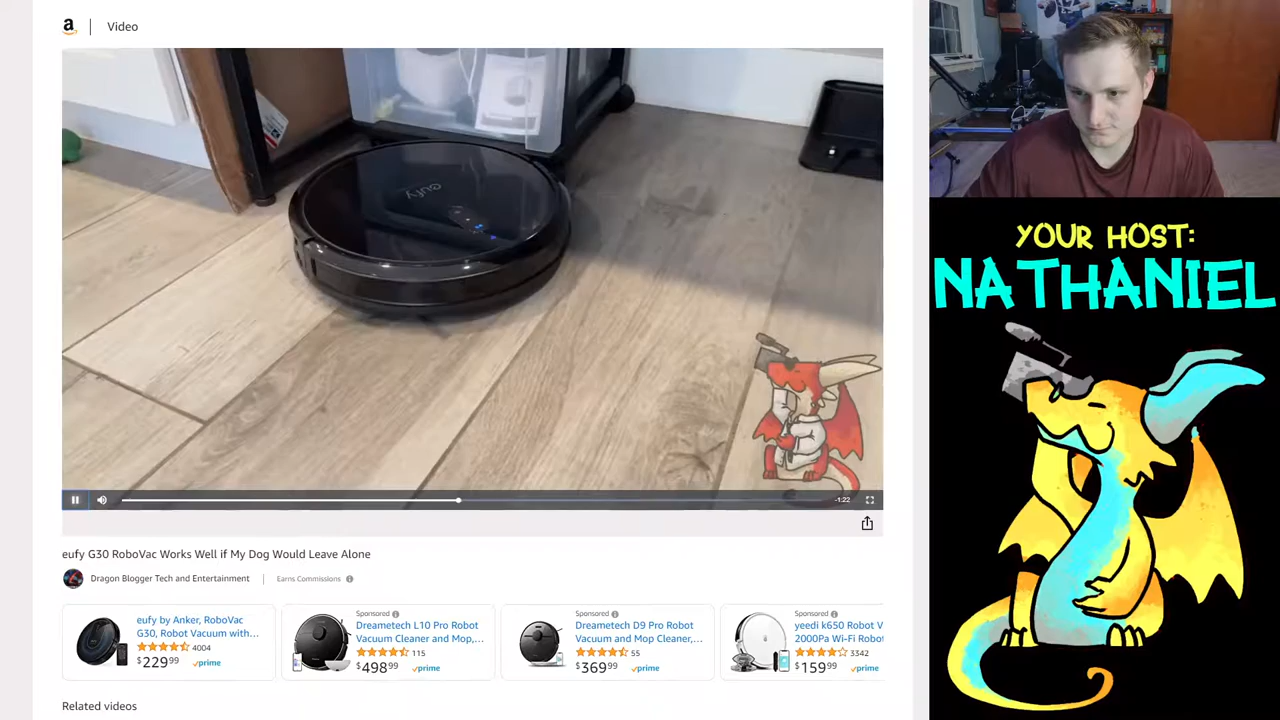 a | Video
YOUR HOST:
NATHANIEL
eufy
-1:22
eufy G30 RoboVac Works Well if My Dog Would Leave Alone
Dragon Blogger Tech and Entertainment | Earns Commissions
eufy by Anker, RoboVac
G30, Robot Vacuum with...
4004
$229.99 prime
Sponsored
Dreametech L10 Pro Robot
Vacuum Cleaner and Mop,...
115
$498.99 prime
Sponsored
Dreametech D9 Pro Robot
Vacuum and Mop Cleaner,...
55
$369.99 prime
Sponsored
yeedi k650 Robot V
2000Pa Wi-Fi Robot
3342
$159.99 prime
Related videos